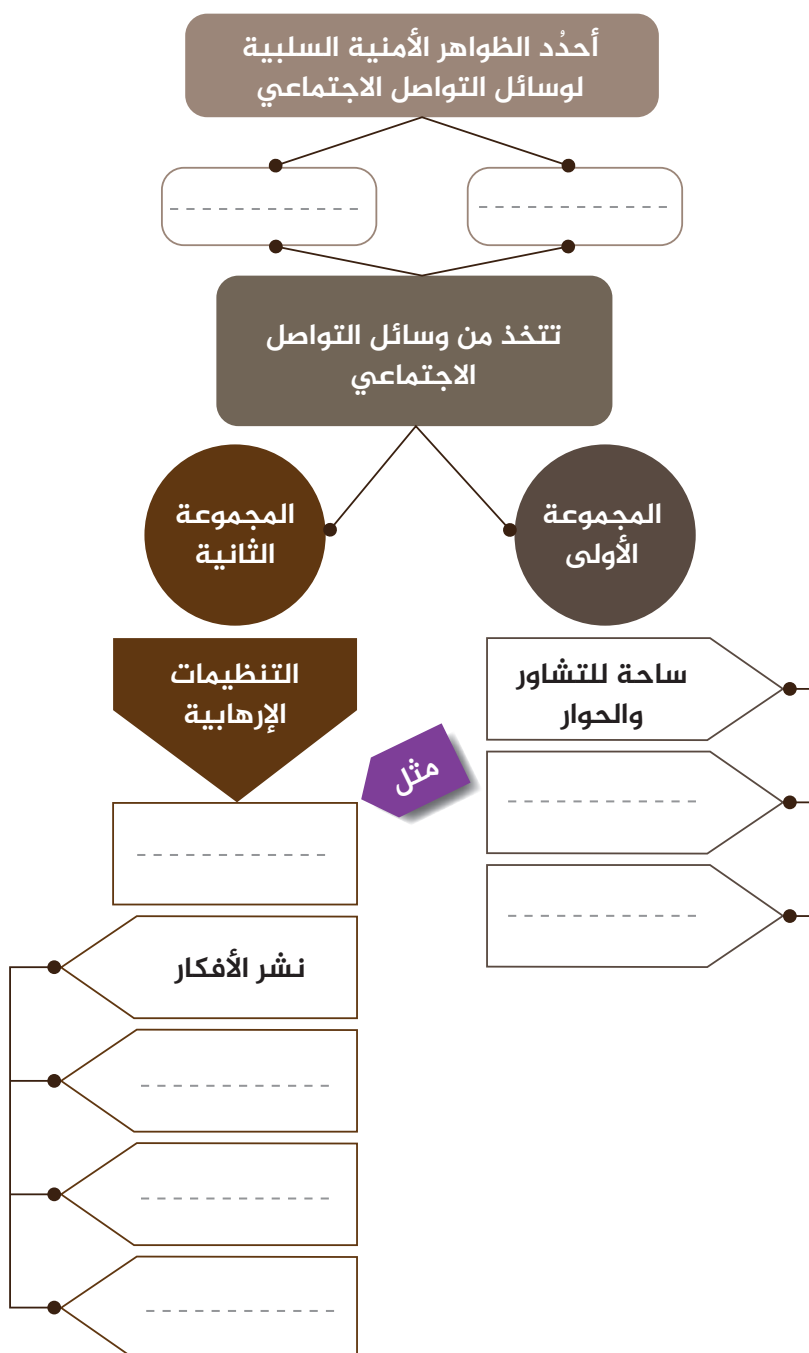 أحدُد الظواهر الأمنية السلبية
لوسائل التواصل الاجتماعي
تتخذ من وسائل التواصل
الاجتماعي
المجموعة
الأولى
المجموعة
الثانية
ساحة للتشاور
والحوار
التنظيمات
الإرهابية
مثل
نشر الأفكار